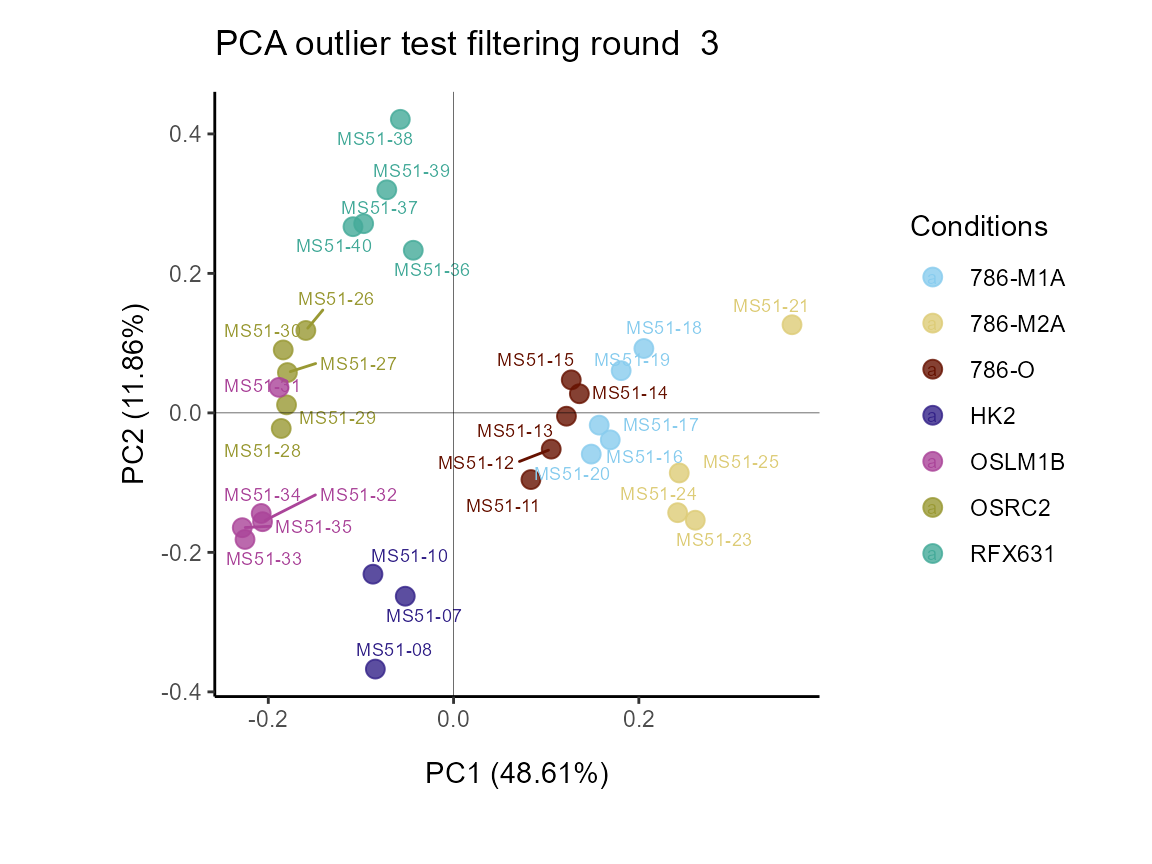 PCA outlier test filtering round  3
0.4
0.2
0.0
-0.2
-0.4
PC2 (11.86%)
MS51-38
MS51-39
MS51-37
MS51-40
MS51-36
MS51-26
MS51-30
MS51-27
MS51-31
MS51-29
MS51-28
MS51-34
MS51-32
MS51-35
MS51-33
MS51-10
MS51-07
MS51-08
MS51-21
MS51-18
MS51-15
MS51-19
MS51-14
MS51-13
MS51-17
MS51-12
MS51-16
MS51-25
MS51-20
MS51-11
MS51-24
MS51-23
-0.2
0.0
0.2
PC1 (48.61%)
Conditions
a 786-M1A
a 786-M2A
a 786-O
a HK2
a OSLM1B
a OSRC2
a RFX631